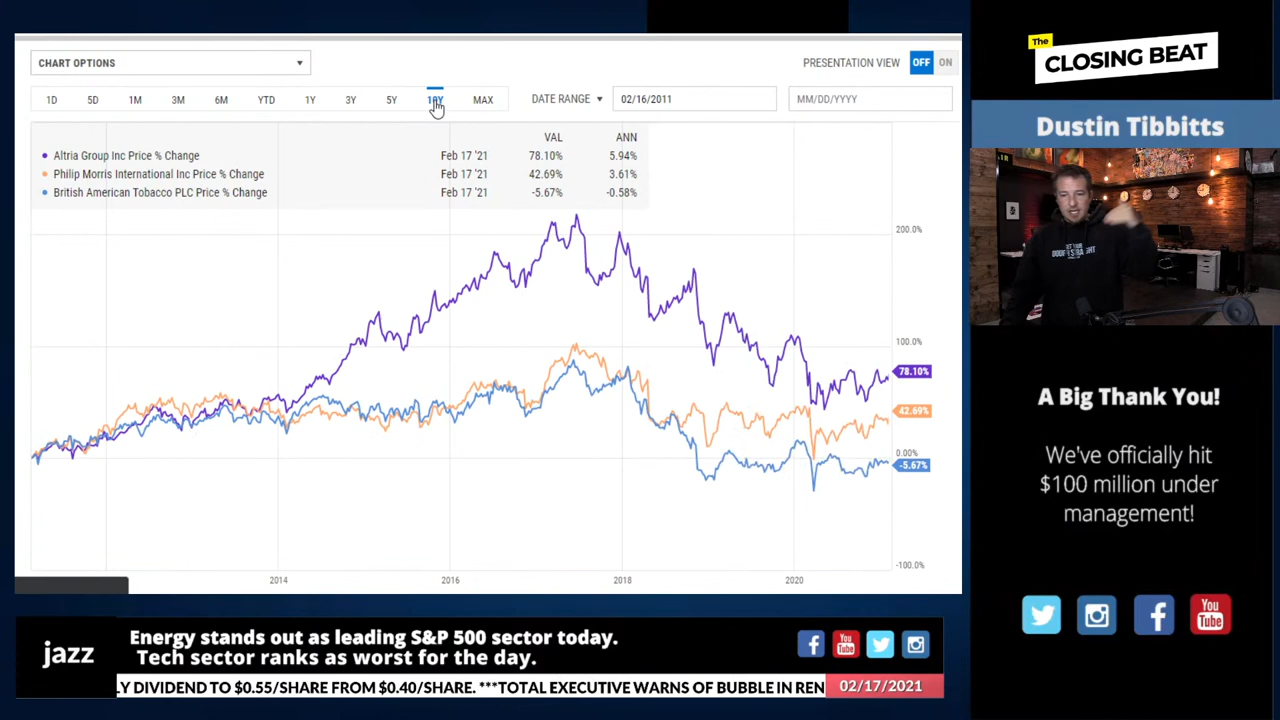 CHART OPTIONS
PRESENTATION VIEW OFF ON
1D 5D 1M 3M 6M YTD 1Y 3Y 5Y 10Y MAX DATE RANGE 02/16/2011 MM/DD/YYYY
VAL ANN
Altria Group Inc Price % Change Feb 17 '21 78.10% 5.94%
Philip Morris International Inc Price % Change Feb 17 '21 42.69% 3.61%
British American Tobacco PLC Price % Change Feb 17 '21 -5.67% -0.58%
200.0%
100.0%
78.10%
42.69%
0.00%
-5.67%
-100.0%
2014 2016 2018 2020
The
CLOSING BEAT
Dustin Tibbitts
A Big Thank You!
We've officially hit
$100 million under
management!
You
Tube
jazz
Energy stands out as leading S&P 500 sector today.
Tech sector ranks as worst for the day.
You
Tube
Y DIVIDEND TO $0.55/SHARE FROM $0.40/SHARE. ***TOTAL EXECUTIVE WARNS OF BUBBLE IN REN
02/17/2021